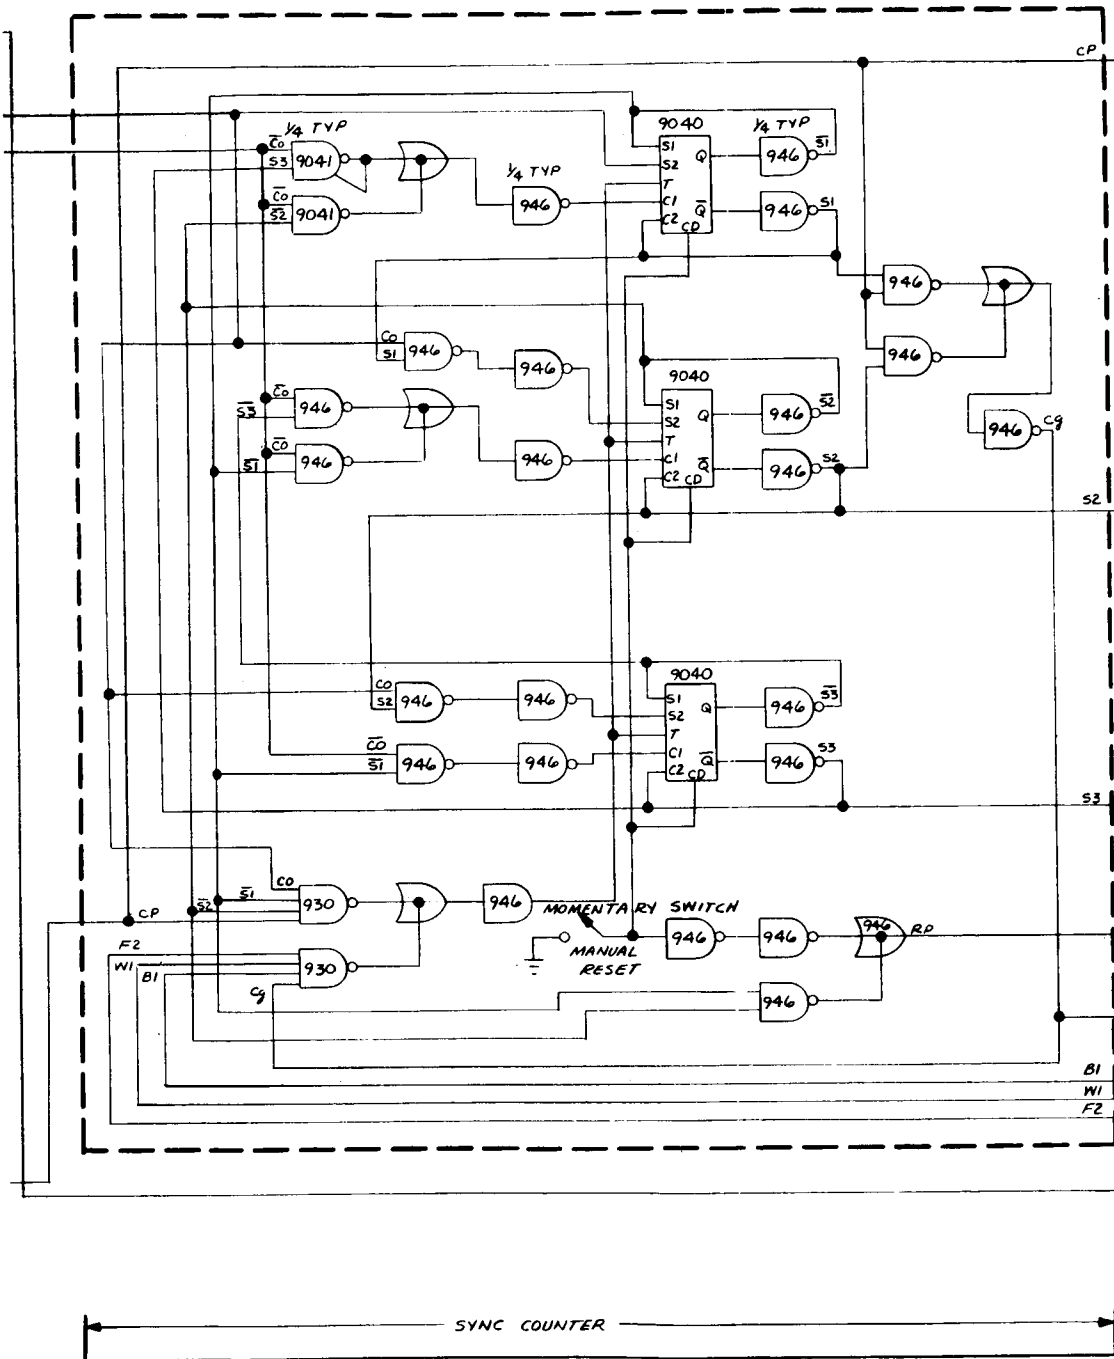 CP
1/4 TYP
C̅o̅
S3
9041
C̅o̅
S̅2̅
9041
1/4 TYP
946
9040
S1
S2
T
C1
C2
Q
Q̅
CD
1/4 TYP
946
S̅1̅
946
S1
946
946
946
Cg
Co
S1
946
946
C̅o̅
S̅3̅
946
C̅O̅
S̅1̅
946
946
9040
S1
S2
T
C1
C2
Q
Q̅
CD
946
S̅2̅
946
S2
S2
CO
S2
946
946
C̅O̅
S̅1̅
946
946
9040
S1
S2
T
C1
C2
Q
Q̅
CD
946
S̅3̅
946
S3
S3
CO
S̅1̅
S̅2̅
CP
930
946
F2
W1
B1
Cg
930
MOMENTARY SWITCH
MANUAL
RESET
946
946
946
RP
946
B1
W1
F2
SYNC COUNTER